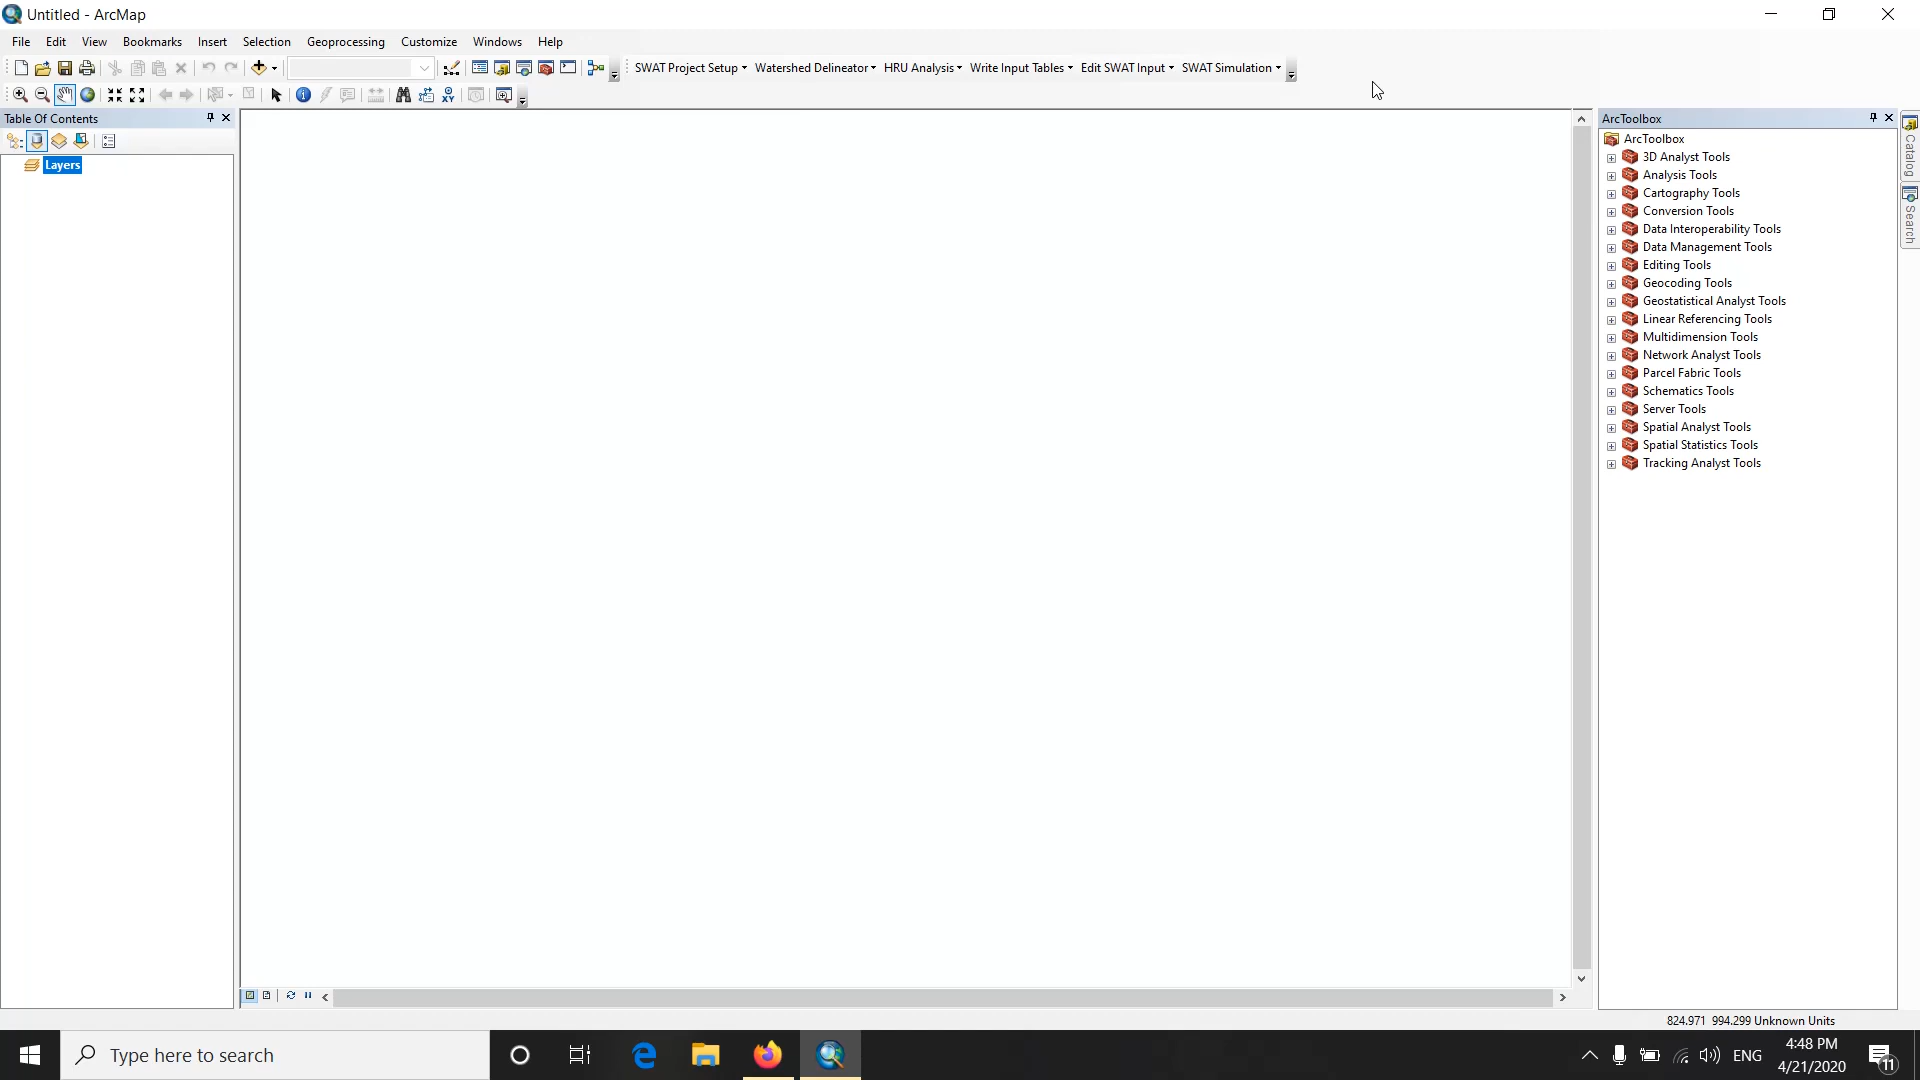 Untitled - ArcMap
File Edit View Bookmarks Insert Selection Geoprocessing Customize Windows Help
SWAT Project Setup Watershed Delineator HRU Analysis Write Input Tables Edit SWAT Input SWAT Simulation
Table Of Contents
Layers
ArcToolbox
ArcToolbox
3D Analyst Tools
Analysis Tools
Cartography Tools
Conversion Tools
Data Interoperability Tools
Data Management Tools
Editing Tools
Geocoding Tools
Geostatistical Analyst Tools
Linear Referencing Tools
Multidimension Tools
Network Analyst Tools
Parcel Fabric Tools
Schematics Tools
Server Tools
Spatial Analyst Tools
Spatial Statistics Tools
Tracking Analyst Tools
Catalog
Search
824.971 994.299 Unknown Units
Type here to search
ENG
4:48 PM
4/21/2020
11